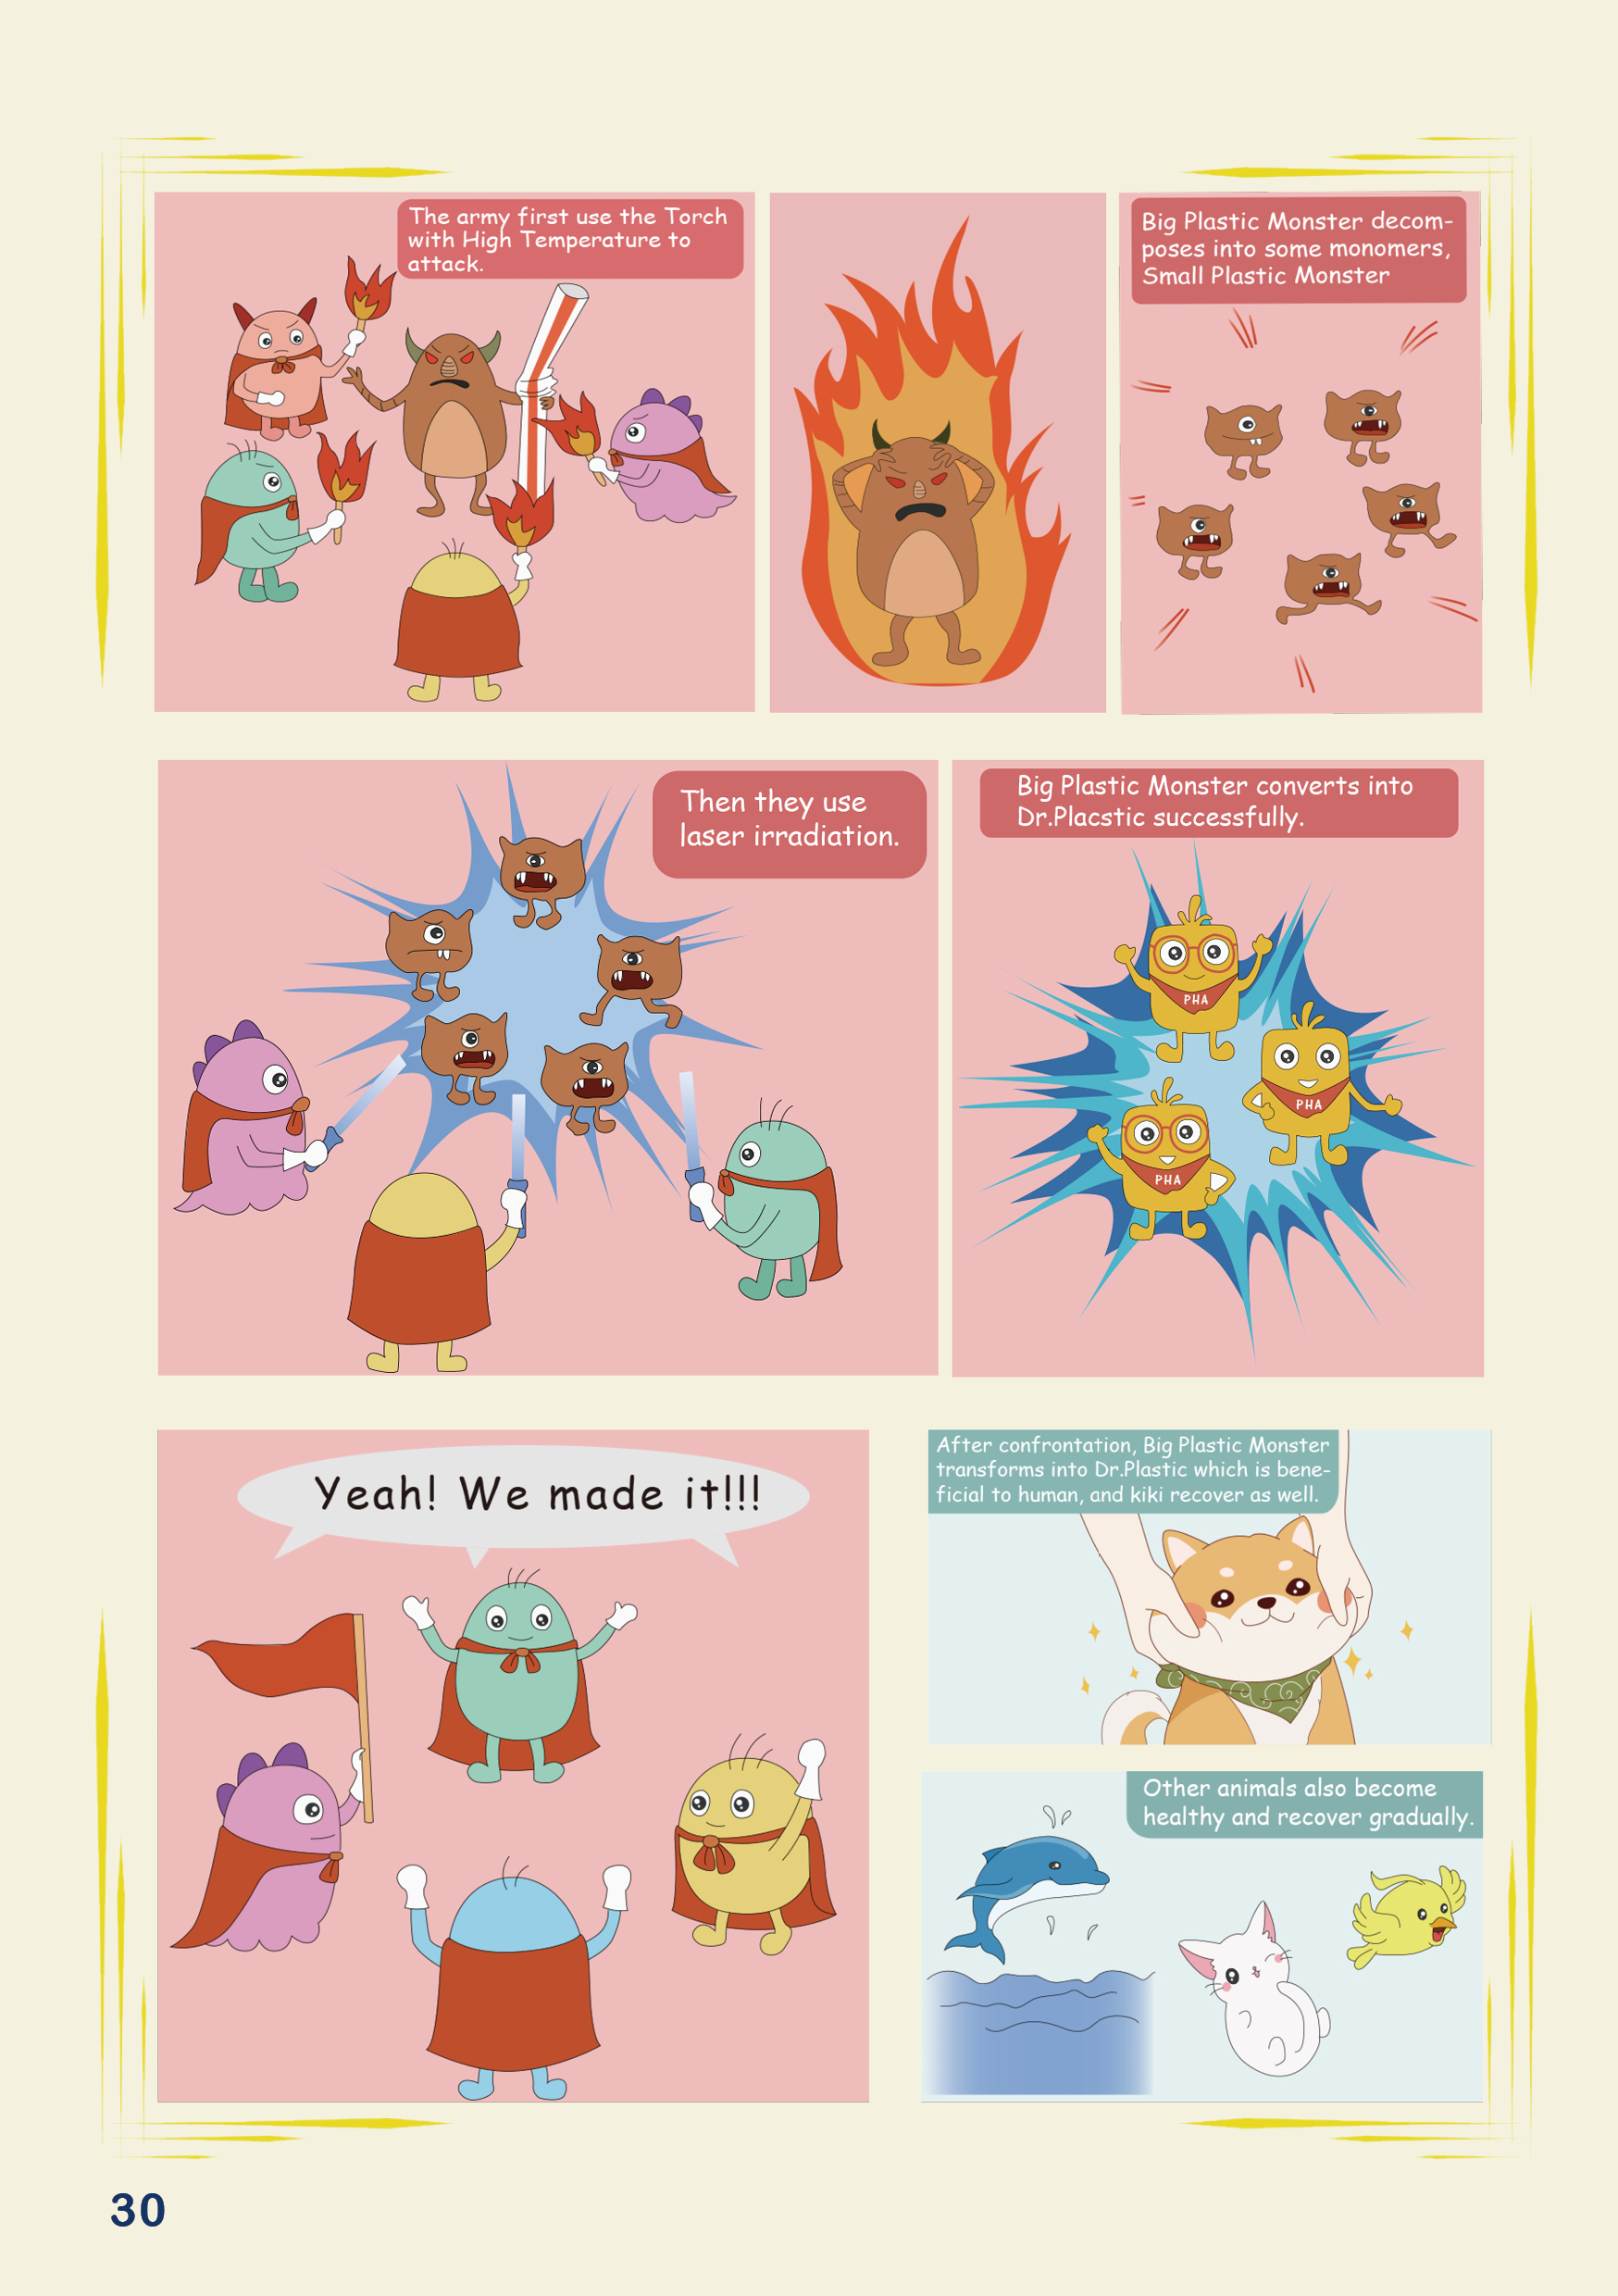 The army first use the Torch
with High Temperature to
attack.
Big Plastic Monster decom-
poses into some monomers,
Small Plastic Monster
Then they use
laser irradiation.
Big Plastic Monster converts into
Dr.Placstic successfully.
PHA
PHA
PHA
Yeah! We made it!!!
After confrontation, Big Plastic Monster
transforms into Dr.Plastic which is bene-
ficial to human, and kiki recover as well.
Other animals also become
healthy and recover gradually.
30